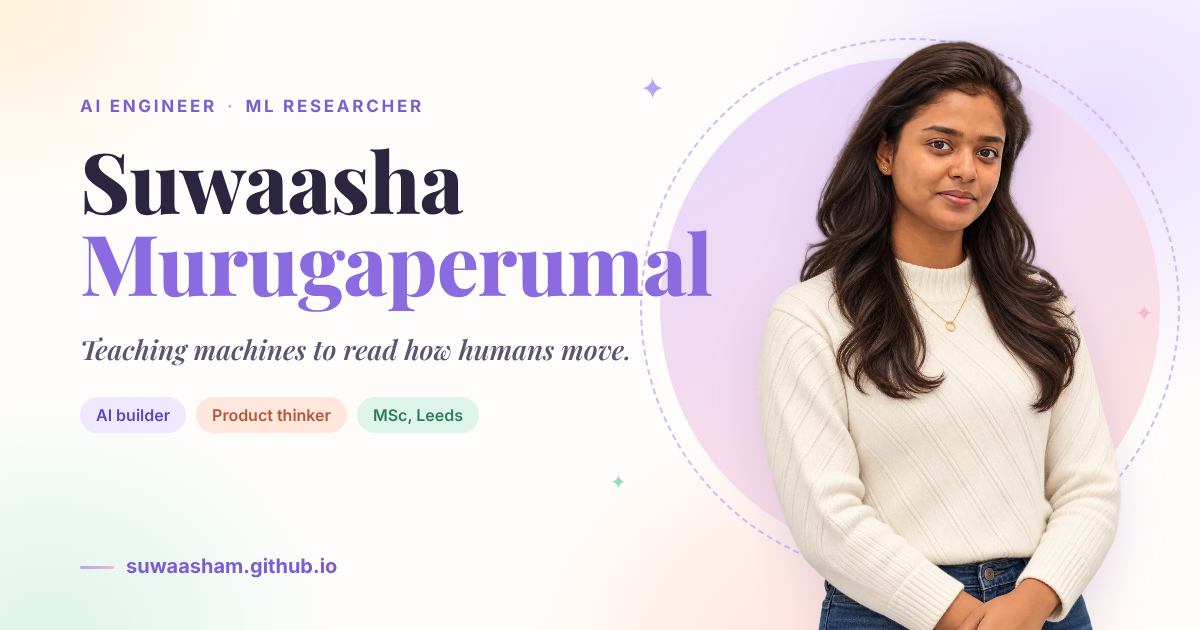 AI ENGINEER · ML RESEARCHER
Suwaasha
Murugaperumal
Teaching machines to read how humans move.
AI builder
Product thinker
MSc, Leeds
suwaasham.github.io